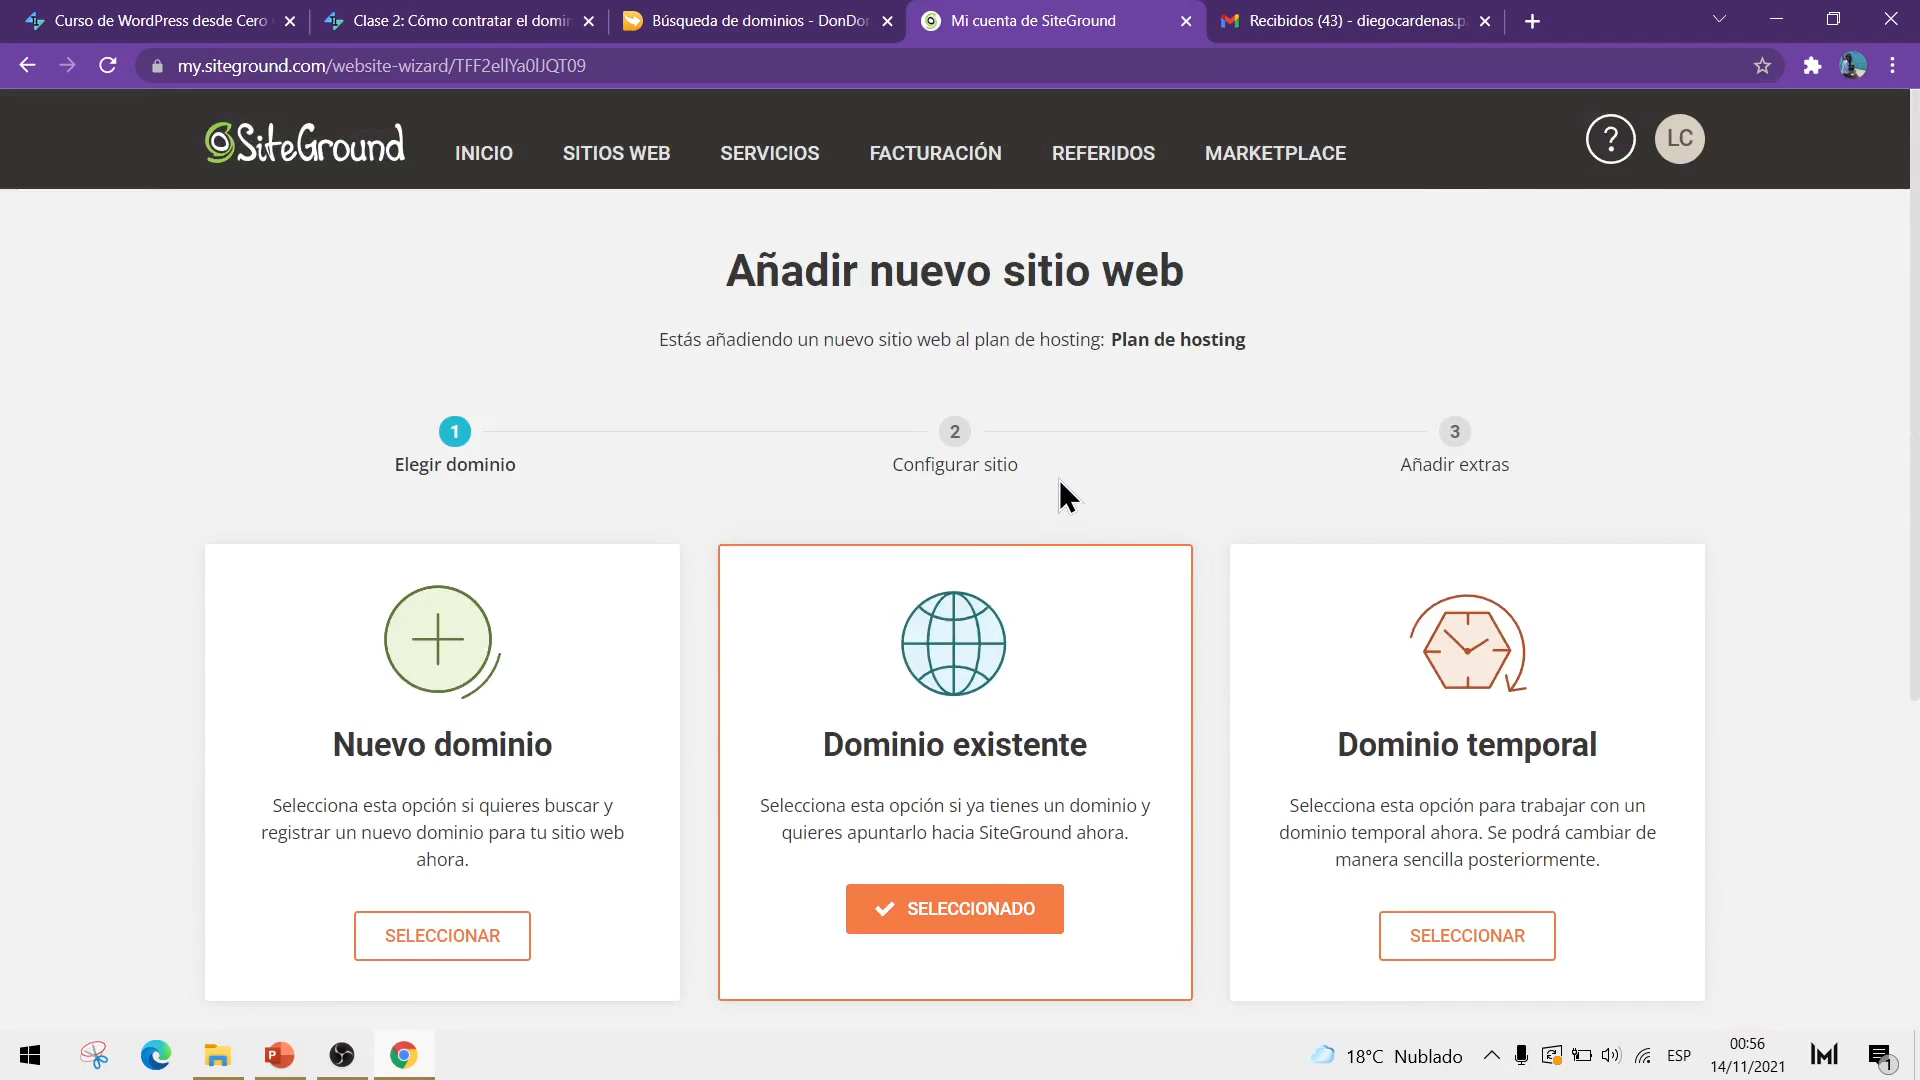 Curso de WordPress desde Cero
Clase 2: Cómo contratar el domin
Búsqueda de dominios - DonDor
Mi cuenta de SiteGround
Recibidos (43) - diegocardenas.p
my.siteground.com/website-wizard/TFF2ellYa0lJQT09
SiteGround
INICIO
SITIOS WEB
SERVICIOS
FACTURACIÓN
REFERIDOS
MARKETPLACE
?
LC
Añadir nuevo sitio web
Estás añadiendo un nuevo sitio web al plan de hosting: Plan de hosting
1
2
3
Elegir dominio
Configurar sitio
Añadir extras
Nuevo dominio
Selecciona esta opción si quieres buscar y
registrar un nuevo dominio para tu sitio web
ahora.
SELECCIONAR
Dominio existente
Selecciona esta opción si ya tienes un dominio y
quieres apuntarlo hacia SiteGround ahora.
SELECCIONADO
Dominio temporal
Selecciona esta opción para trabajar con un
dominio temporal ahora. Se podrá cambiar de
manera sencilla posteriormente.
SELECCIONAR
18°C Nublado
ESP
00:56
14/11/2021
1